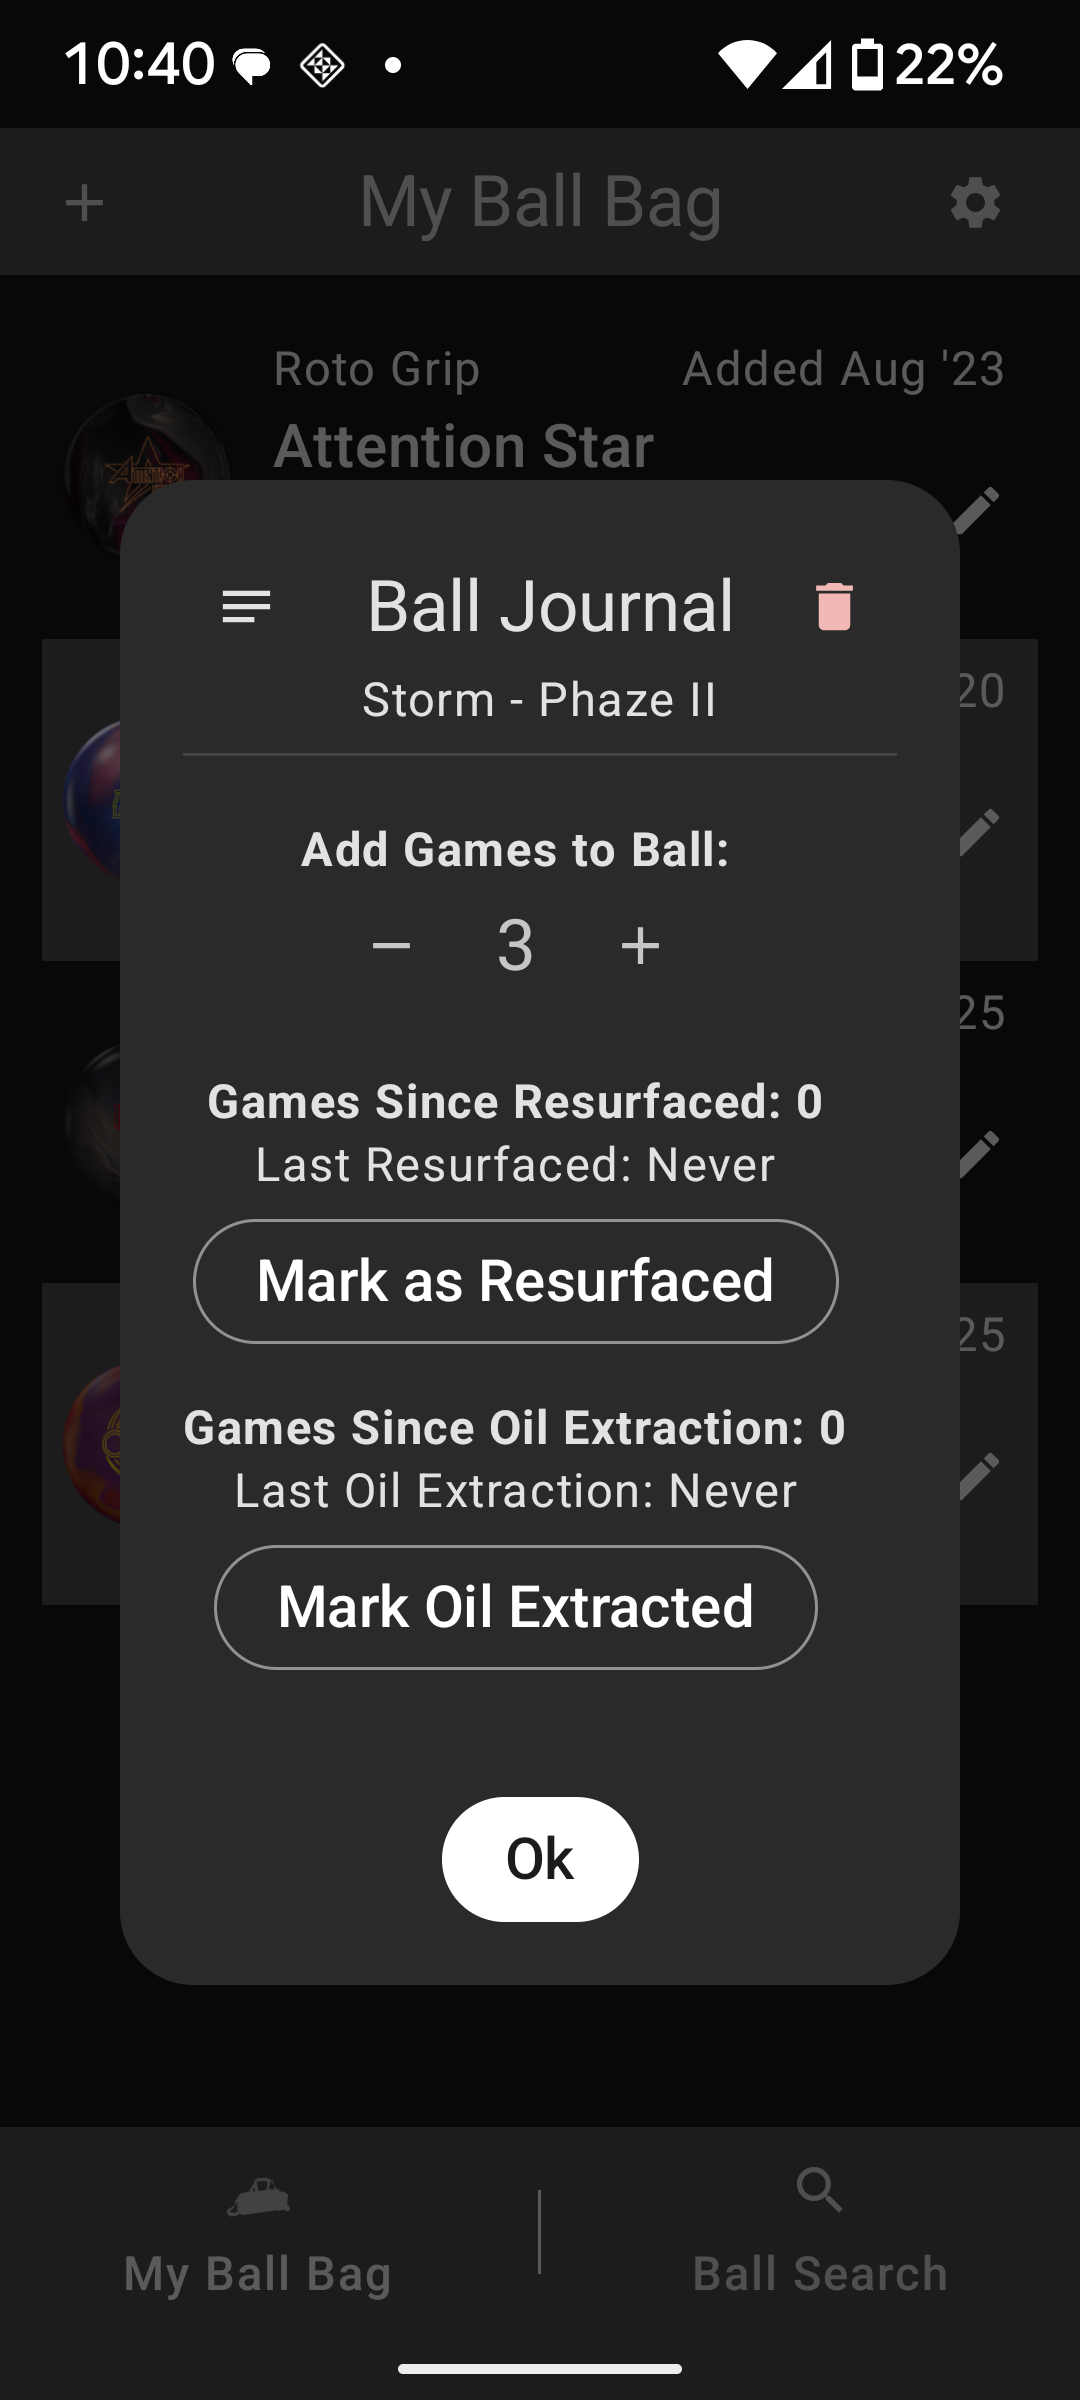 10:40
22%
My Ball Bag
Roto Grip
Added Aug '23
Attention Star
Ball Journal
Storm - Phaze II
20
Add Games to Ball:
3
25
Games Since Resurfaced: 0
Last Resurfaced: Never
Mark as Resurfaced
25
Games Since Oil Extraction: 0
Last Oil Extraction: Never
Mark Oil Extracted
Ok
My Ball Bag
Ball Search